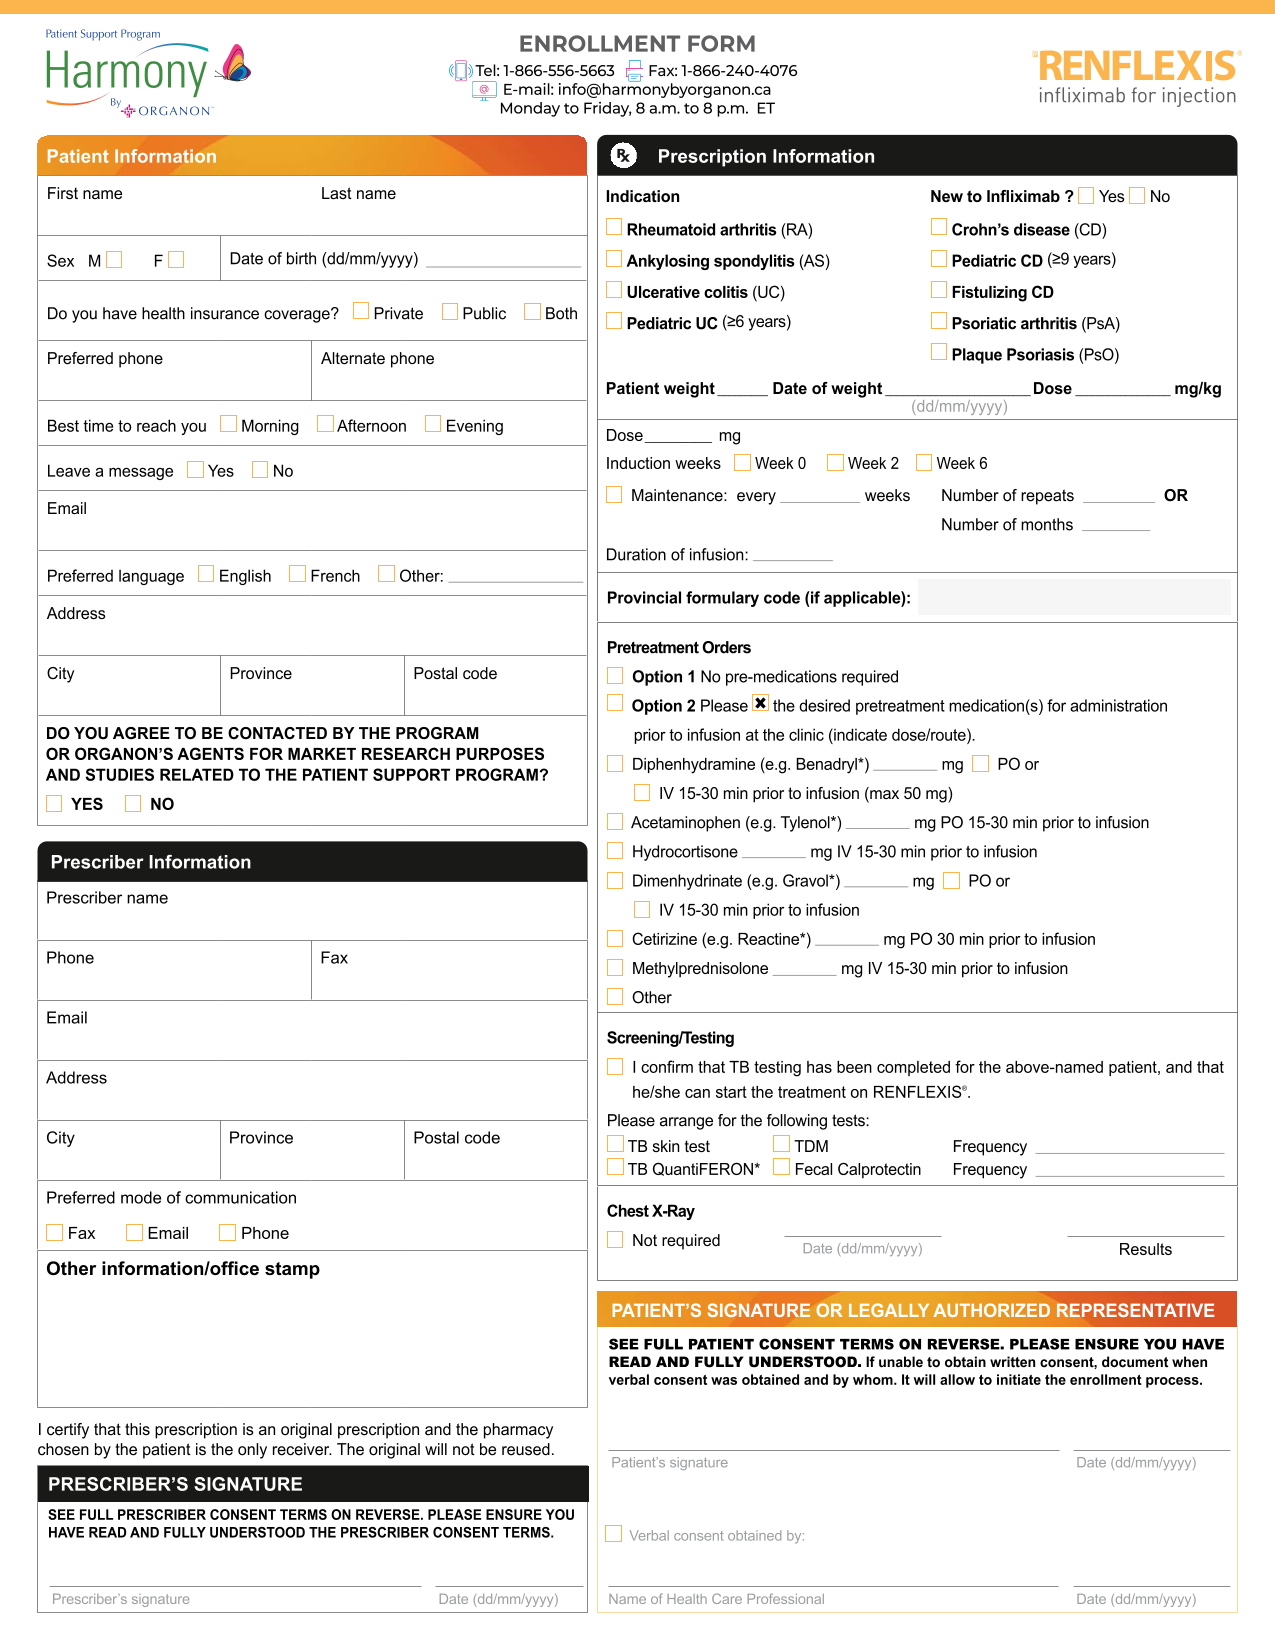 Patient Support Program
Harmony
By ORGANON™
ENROLLMENT FORM
Tel: 1-866-556-5663 Fax: 1-866-240-4076
@ E-mail: info@harmonybyorganon.ca
Monday to Friday, 8 a.m. to 8 p.m. ET
RENFLEXIS®
infliximab for injection
Patient Information
First name Last name
Sex M F Date of birth (dd/mm/yyyy)
Do you have health insurance coverage? Private Public Both
Preferred phone Alternate phone
Best time to reach you Morning Afternoon Evening
Leave a message Yes No
Email
Preferred language English French Other:
Address
City Province Postal code
DO YOU AGREE TO BE CONTACTED BY THE PROGRAM
OR ORGANON’S AGENTS FOR MARKET RESEARCH PURPOSES
AND STUDIES RELATED TO THE PATIENT SUPPORT PROGRAM?
YES NO
Prescriber Information
Prescriber name
Phone Fax
Email
Address
City Province Postal code
Preferred mode of communication
Fax Email Phone
Other information/office stamp
I certify that this prescription is an original prescription and the pharmacy
chosen by the patient is the only receiver. The original will not be reused.
PRESCRIBER’S SIGNATURE
SEE FULL PRESCRIBER CONSENT TERMS ON REVERSE. PLEASE ENSURE YOU
HAVE READ AND FULLY UNDERSTOOD THE PRESCRIBER CONSENT TERMS.
Prescriber’s signature Date (dd/mm/yyyy)
Rx Prescription Information
Indication New to Infliximab ? Yes No
Rheumatoid arthritis (RA) Crohn’s disease (CD)
Ankylosing spondylitis (AS) Pediatric CD (≥9 years)
Ulcerative colitis (UC) Fistulizing CD
Pediatric UC (≥6 years) Psoriatic arthritis (PsA)
Plaque Psoriasis (PsO)
Patient weight Date of weight Dose mg/kg
(dd/mm/yyyy)
Dose mg
Induction weeks Week 0 Week 2 Week 6
Maintenance: every weeks Number of repeats OR
Number of months
Duration of infusion:
Provincial formulary code (if applicable):
Pretreatment Orders
Option 1 No pre-medications required
Option 2 Please ✖ the desired pretreatment medication(s) for administration
prior to infusion at the clinic (indicate dose/route).
Diphenhydramine (e.g. Benadryl*) mg PO or
IV 15-30 min prior to infusion (max 50 mg)
Acetaminophen (e.g. Tylenol*) mg PO 15-30 min prior to infusion
Hydrocortisone mg IV 15-30 min prior to infusion
Dimenhydrinate (e.g. Gravol*) mg PO or
IV 15-30 min prior to infusion
Cetirizine (e.g. Reactine*) mg PO 30 min prior to infusion
Methylprednisolone mg IV 15-30 min prior to infusion
Other
Screening/Testing
I confirm that TB testing has been completed for the above-named patient, and that
he/she can start the treatment on RENFLEXIS®.
Please arrange for the following tests:
TB skin test TDM Frequency
TB QuantiFERON* Fecal Calprotectin Frequency
Chest X-Ray
Not required
Date (dd/mm/yyyy) Results
PATIENT’S SIGNATURE OR LEGALLY AUTHORIZED REPRESENTATIVE
SEE FULL PATIENT CONSENT TERMS ON REVERSE. PLEASE ENSURE YOU HAVE
READ AND FULLY UNDERSTOOD. If unable to obtain written consent, document when
verbal consent was obtained and by whom. It will allow to initiate the enrollment process.
Patient’s signature Date (dd/mm/yyyy)
Verbal consent obtained by:
Name of Health Care Professional Date (dd/mm/yyyy)